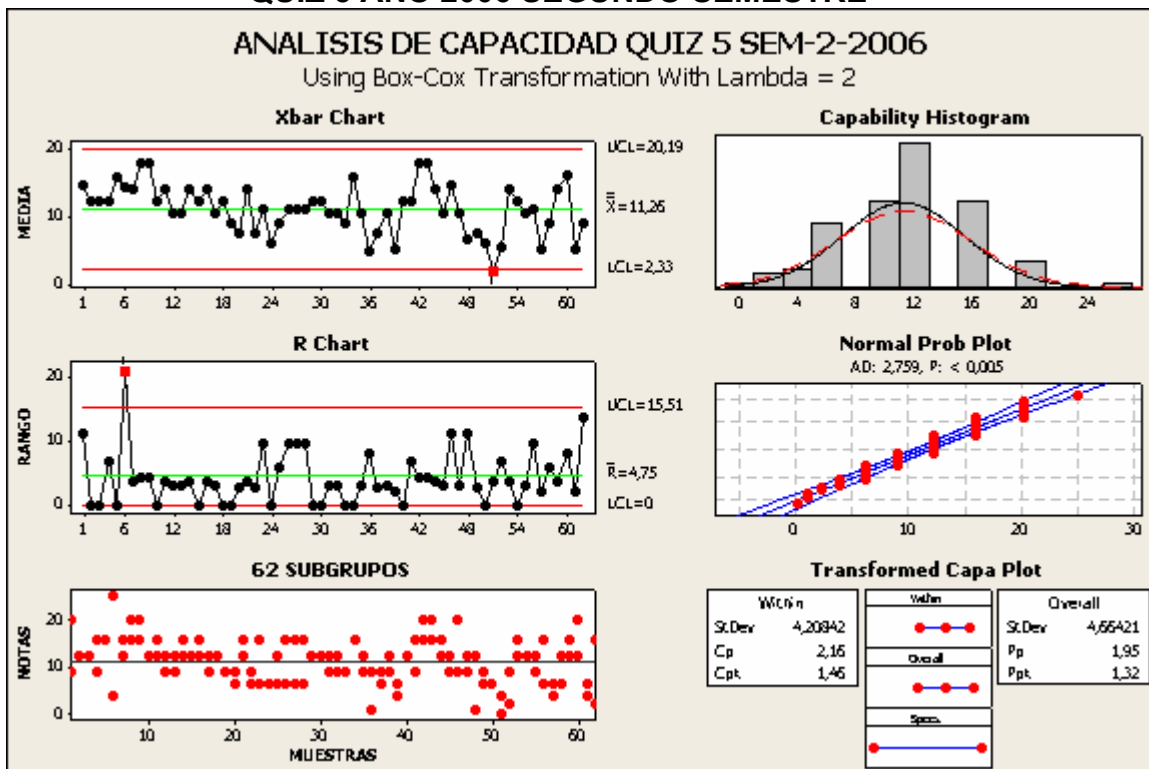 ANALISIS DE CAPACIDAD QUIZ 5 SEM-2-2006
Using Box-Cox Transformation With Lambda = 2
Xbar Chart
MEDIA
20
10
0
1 6 12 18 24 30 36 42 48 54 60
UCL=20,19
X=11,26
LCL=2,33
R Chart
RANGO
20
10
0
1 6 12 18 24 30 36 42 48 54 60
UCL=15,51
R=4,75
LCL=0
62 SUBGRUPOS
NOTAS
20
10
0
10 20 30 40 50 60
MUESTRAS
Capability Histogram
0 4 8 12 16 20 24
Normal Prob Plot
AD: 2,759, P: < 0,005
0 10 20 30
Transformed Capa Plot
Within
StDev 4,20842
Cp 2,16
Cpk 1,46
Within
Overall
Specs.
Overall
StDev 4,66421
Pp 1,95
Ppk 1,32